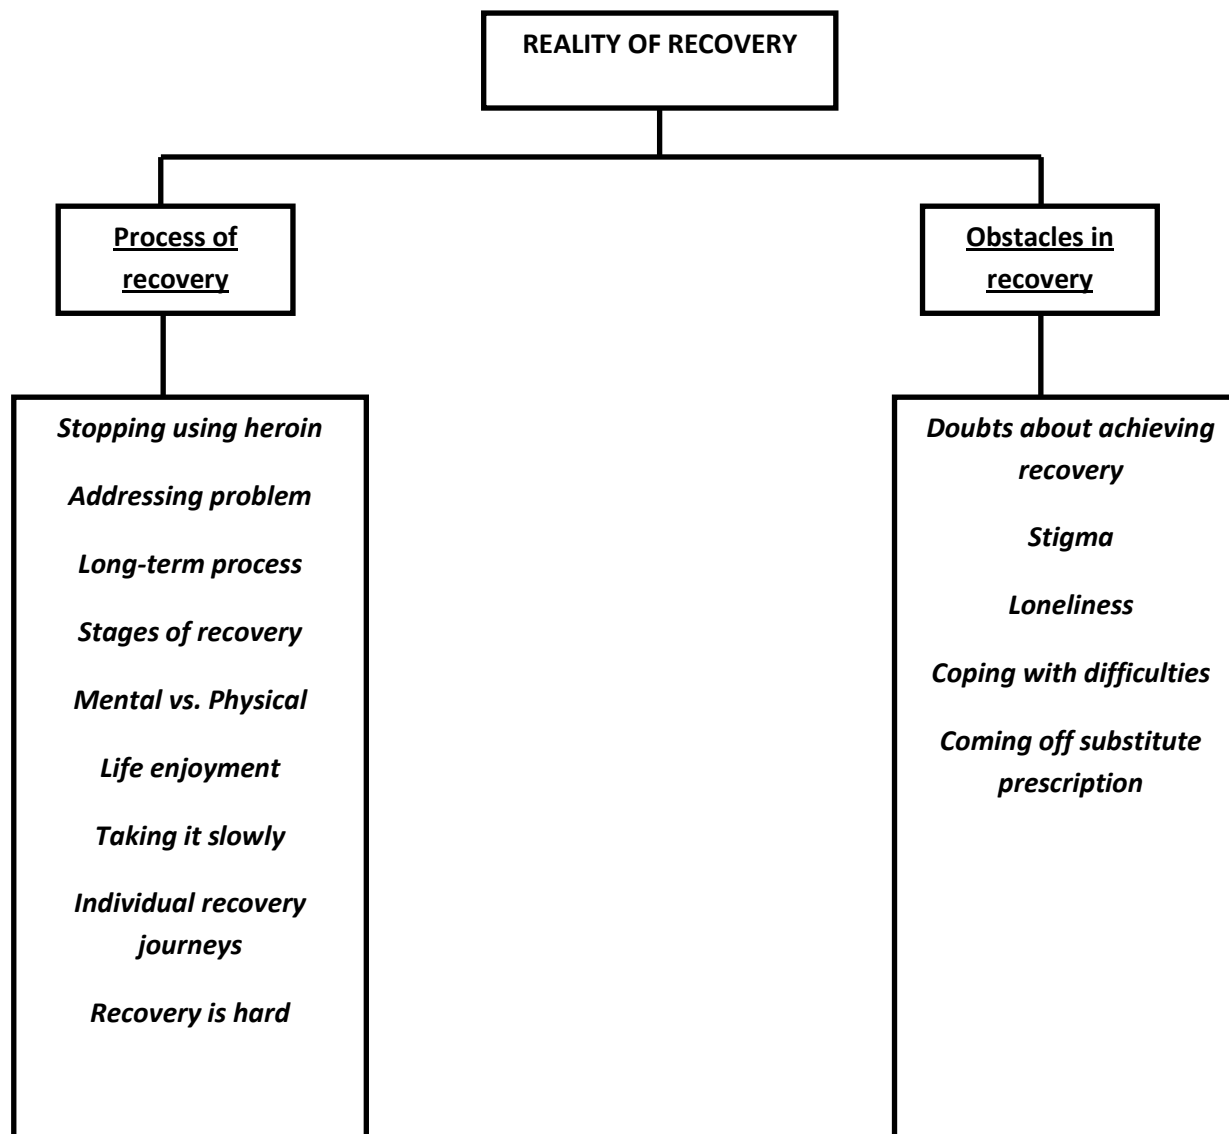 REALITY OF RECOVERY
Process of
recovery
Obstacles in
recovery
Stopping using heroin
Addressing problem
Long-term process
Stages of recovery
Mental vs. Physical
Life enjoyment
Taking it slowly
Individual recovery
journeys
Recovery is hard
Doubts about achieving
recovery
Stigma
Loneliness
Coping with difficulties
Coming off substitute
prescription